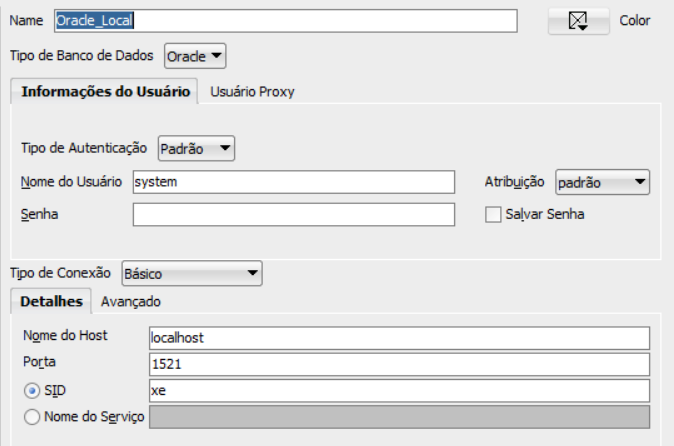 Name Oracle_Local Color
Tipo de Banco de Dados Oracle
Informações do Usuário Usuário Proxy
Tipo de Autenticação Padrão
Nome do Usuário system Atribuição padrão
Senha Salvar Senha
Tipo de Conexão Básico
Detalhes Avançado
Nome do Host localhost
Porta 1521
SID xe
Nome do Serviço